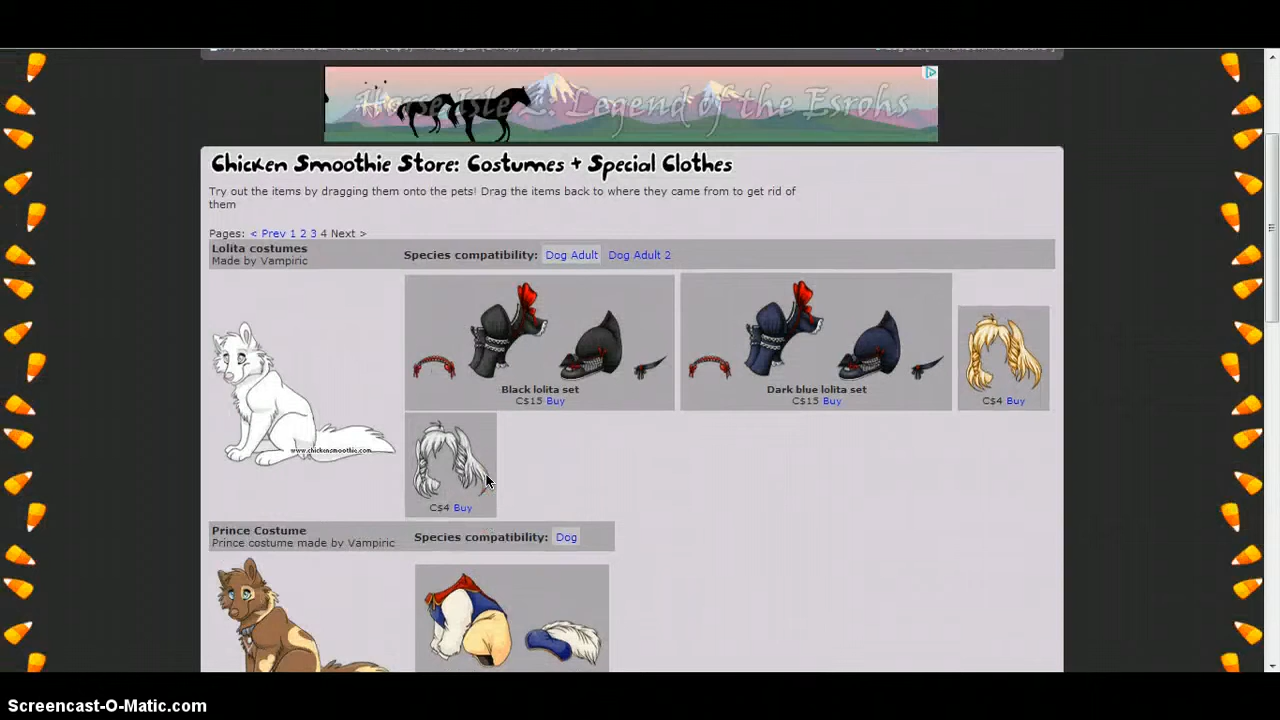 Horse Isle 2: Legend of the Esrohs
Chicken Smoothie Store: Costumes + Special Clothes
Try out the items by dragging them onto the pets! Drag the items back to where they came from to get rid of
them
Pages: < Prev 1 2 3 4 Next >
Lolita costumes
Made by Vampiric
Species compatibility: Dog Adult Dog Adult 2
Black lolita set
C$15 Buy
Dark blue lolita set
C$15 Buy
C$4 Buy
www.chickensmoothie.com
C$4 Buy
Prince Costume
Prince costume made by Vampiric
Species compatibility: Dog
Screencast-O-Matic.com